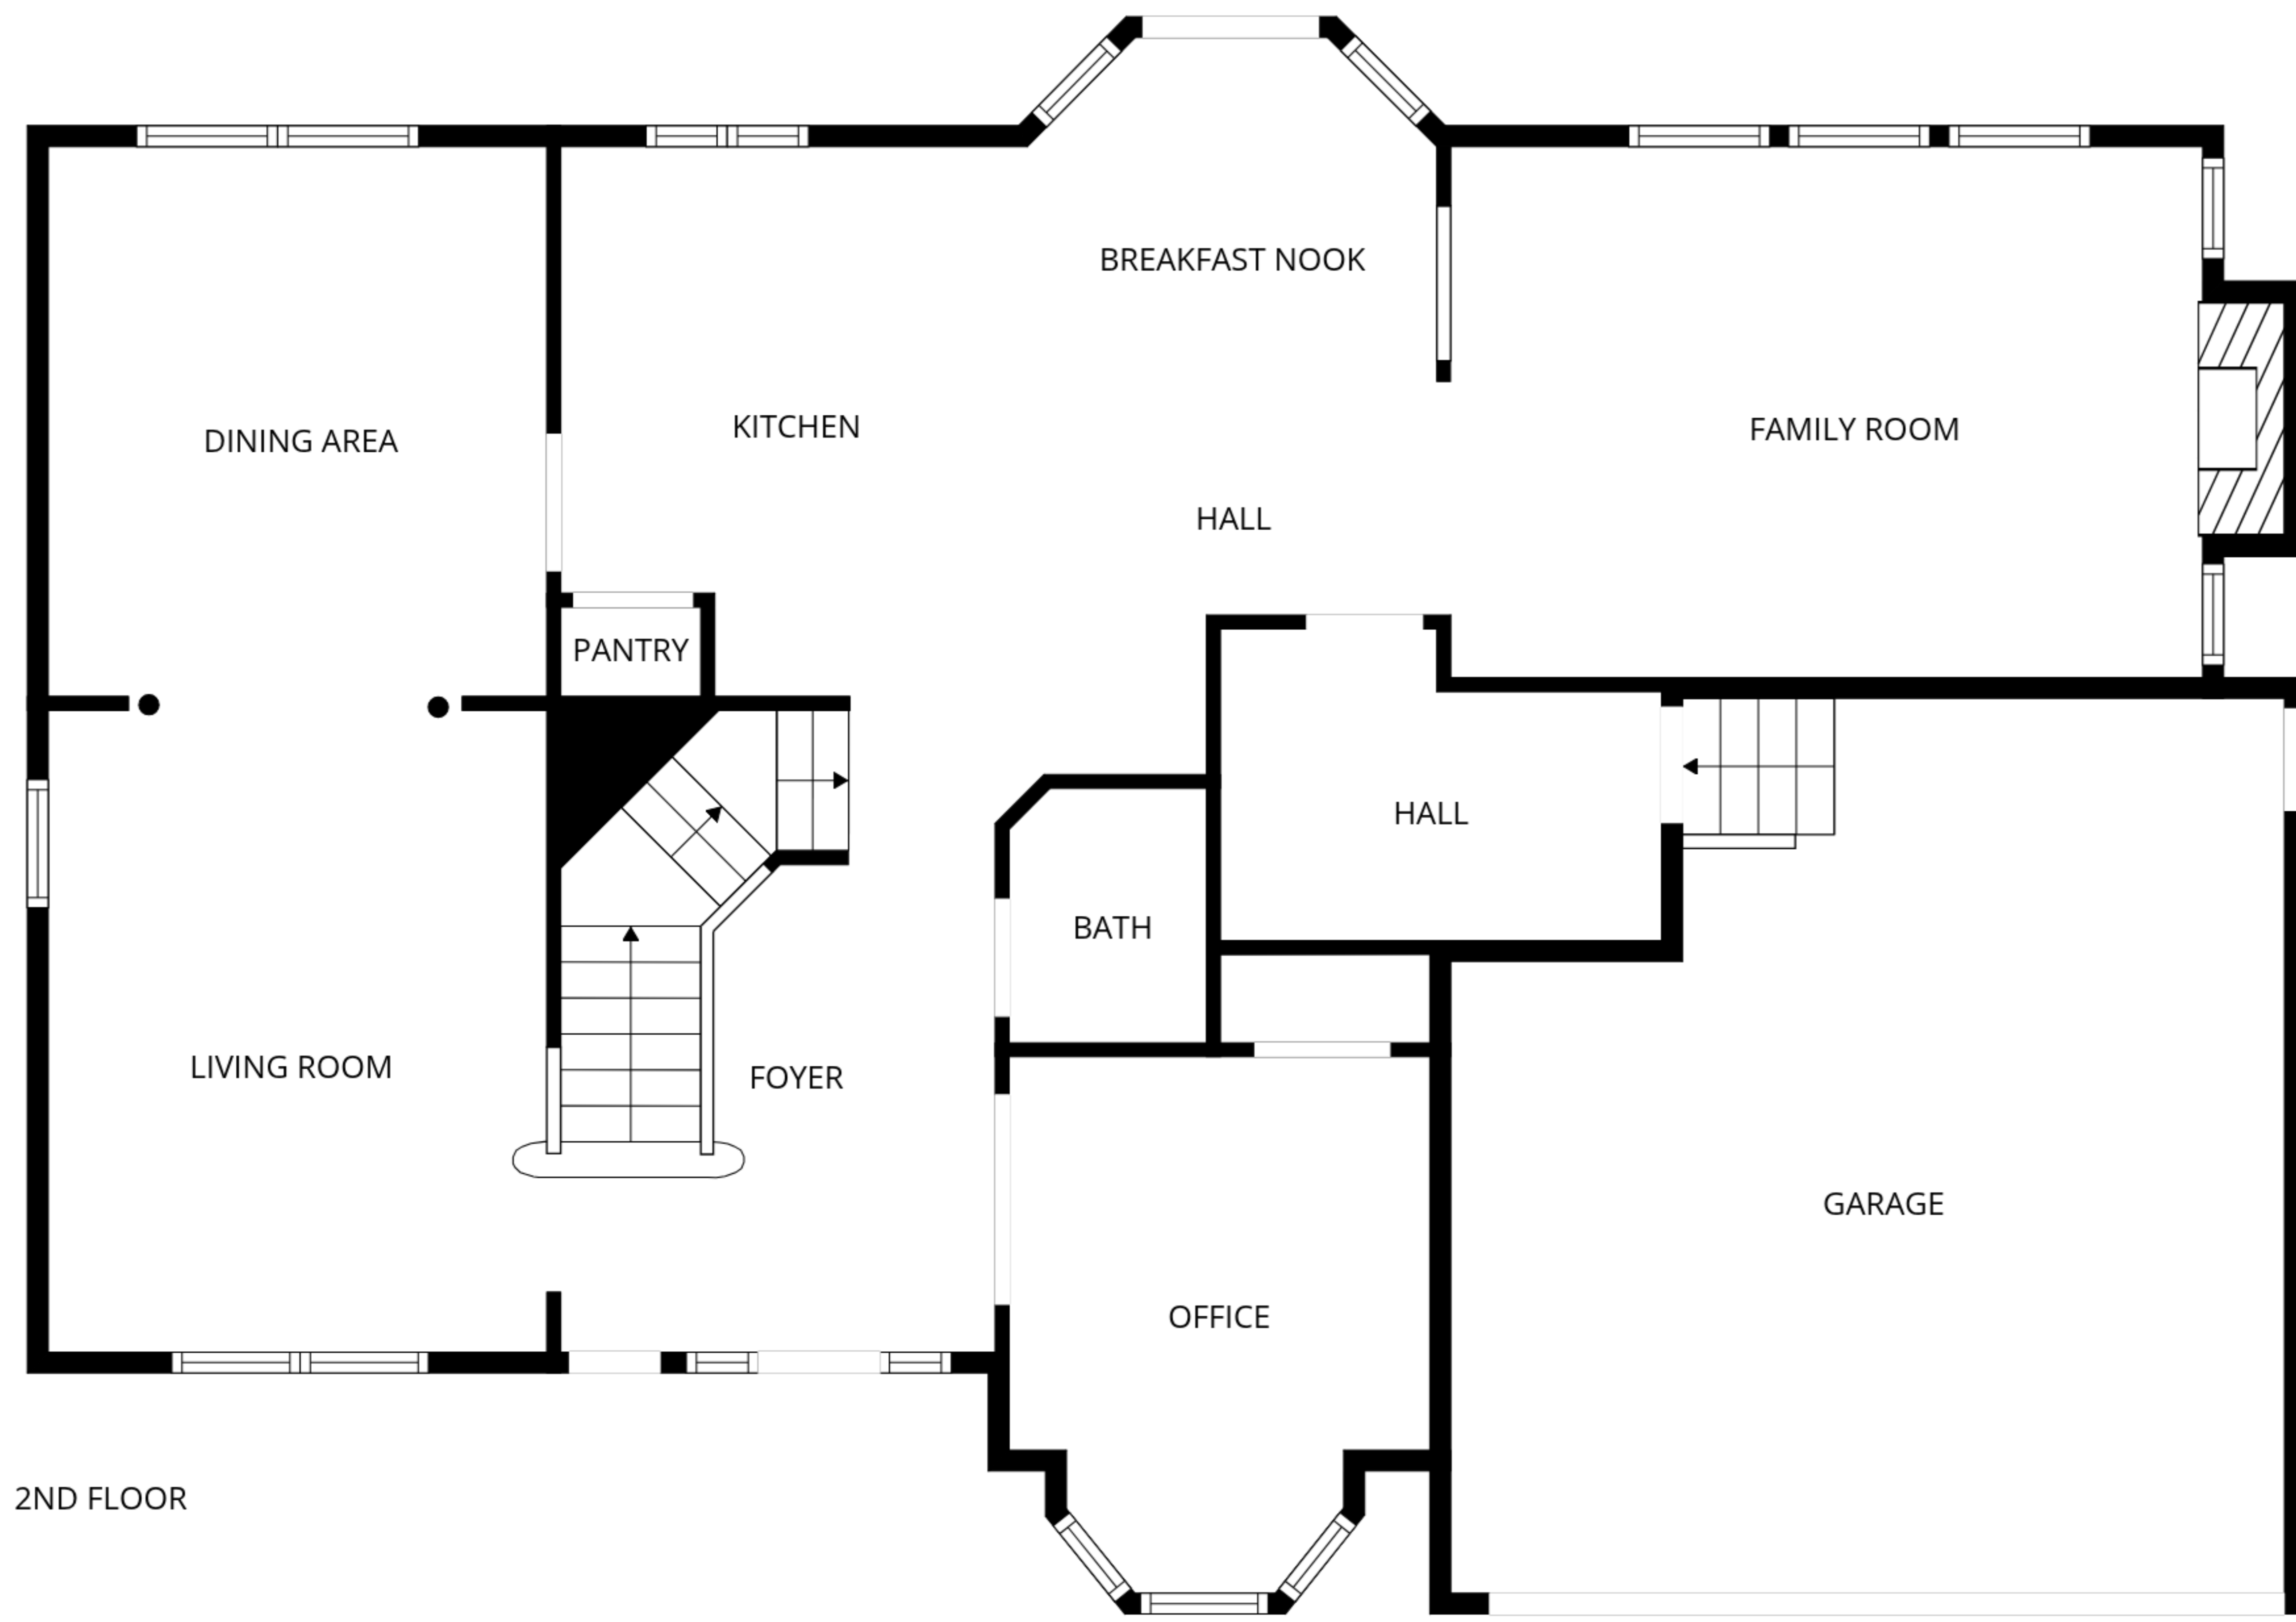 BREAKFAST NOOK
DINING AREA
KITCHEN
FAMILY ROOM
HALL
PANTRY
HALL
BATH
LIVING ROOM
FOYER
GARAGE
OFFICE
2ND FLOOR